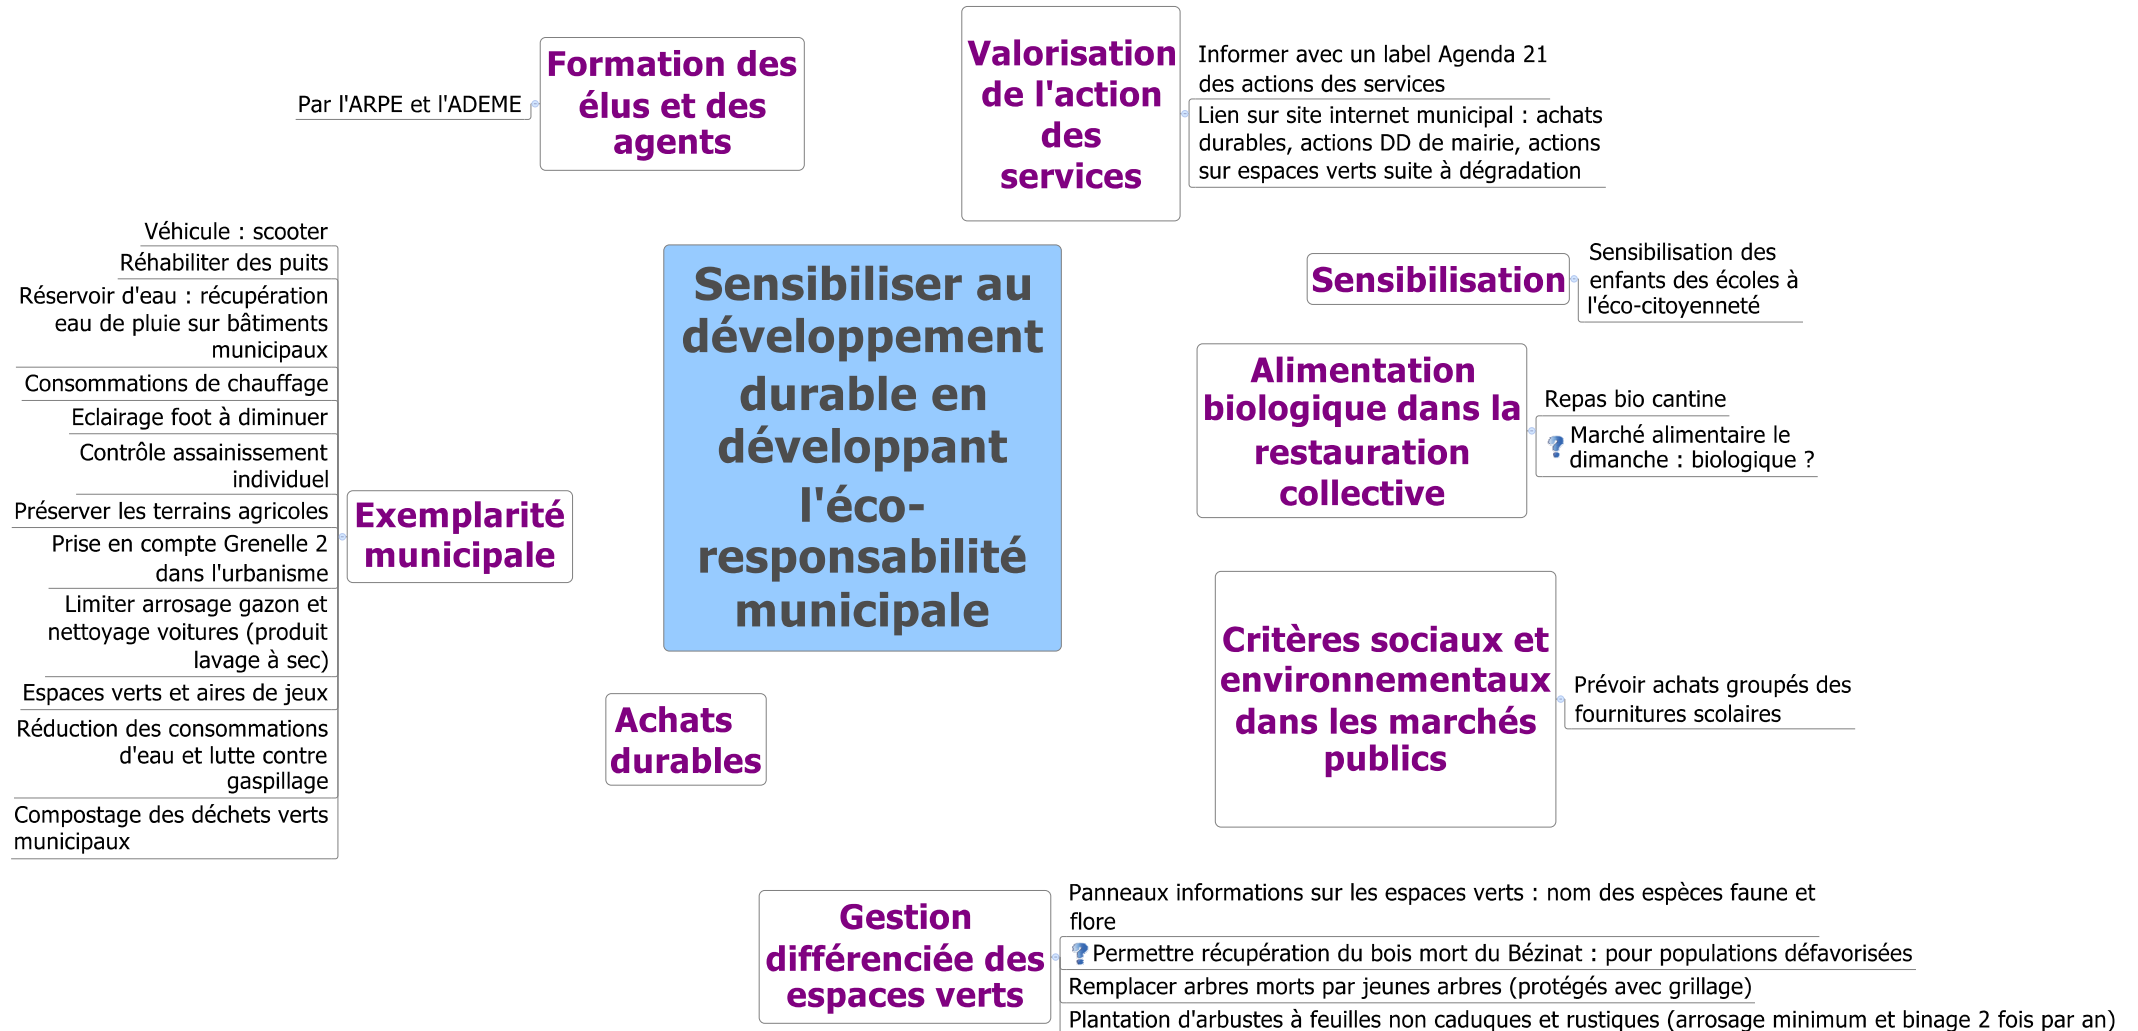 Formation des
élus et des
agents
Par l'ARPE et l'ADEME
Valorisation
de l'action
des
services
Informer avec un label Agenda 21
des actions des services
Lien sur site internet municipal : achats
durables, actions DD de mairie, actions
sur espaces verts suite à dégradation
Sensibiliser au
développement
durable en
développant
l'éco-
responsabilité
municipale
Sensibilisation
Sensibilisation des
enfants des écoles à
l'éco-citoyenneté
Alimentation
biologique dans la
restauration
collective
Repas bio cantine
Marché alimentaire le
dimanche : biologique ?
Critères sociaux et
environnementaux
dans les marchés
publics
Prévoir achats groupés des
fournitures scolaires
Exemplarité
municipale
Véhicule : scooter
Réhabiliter des puits
Réservoir d'eau : récupération
eau de pluie sur bâtiments
municipaux
Consommations de chauffage
Eclairage foot à diminuer
Contrôle assainissement
individuel
Préserver les terrains agricoles
Prise en compte Grenelle 2
dans l'urbanisme
Limiter arrosage gazon et
nettoyage voitures (produit
lavage à sec)
Espaces verts et aires de jeux
Réduction des consommations
d'eau et lutte contre
gaspillage
Compostage des déchets verts
municipaux
Achats
durables
Gestion
différenciée des
espaces verts
Panneaux informations sur les espaces verts : nom des espèces faune et
flore
Permettre récupération du bois mort du Bézinat : pour populations défavorisées
Remplacer arbres morts par jeunes arbres (protégés avec grillage)
Plantation d'arbustes à feuilles non caduques et rustiques (arrosage minimum et binage 2 fois par an)